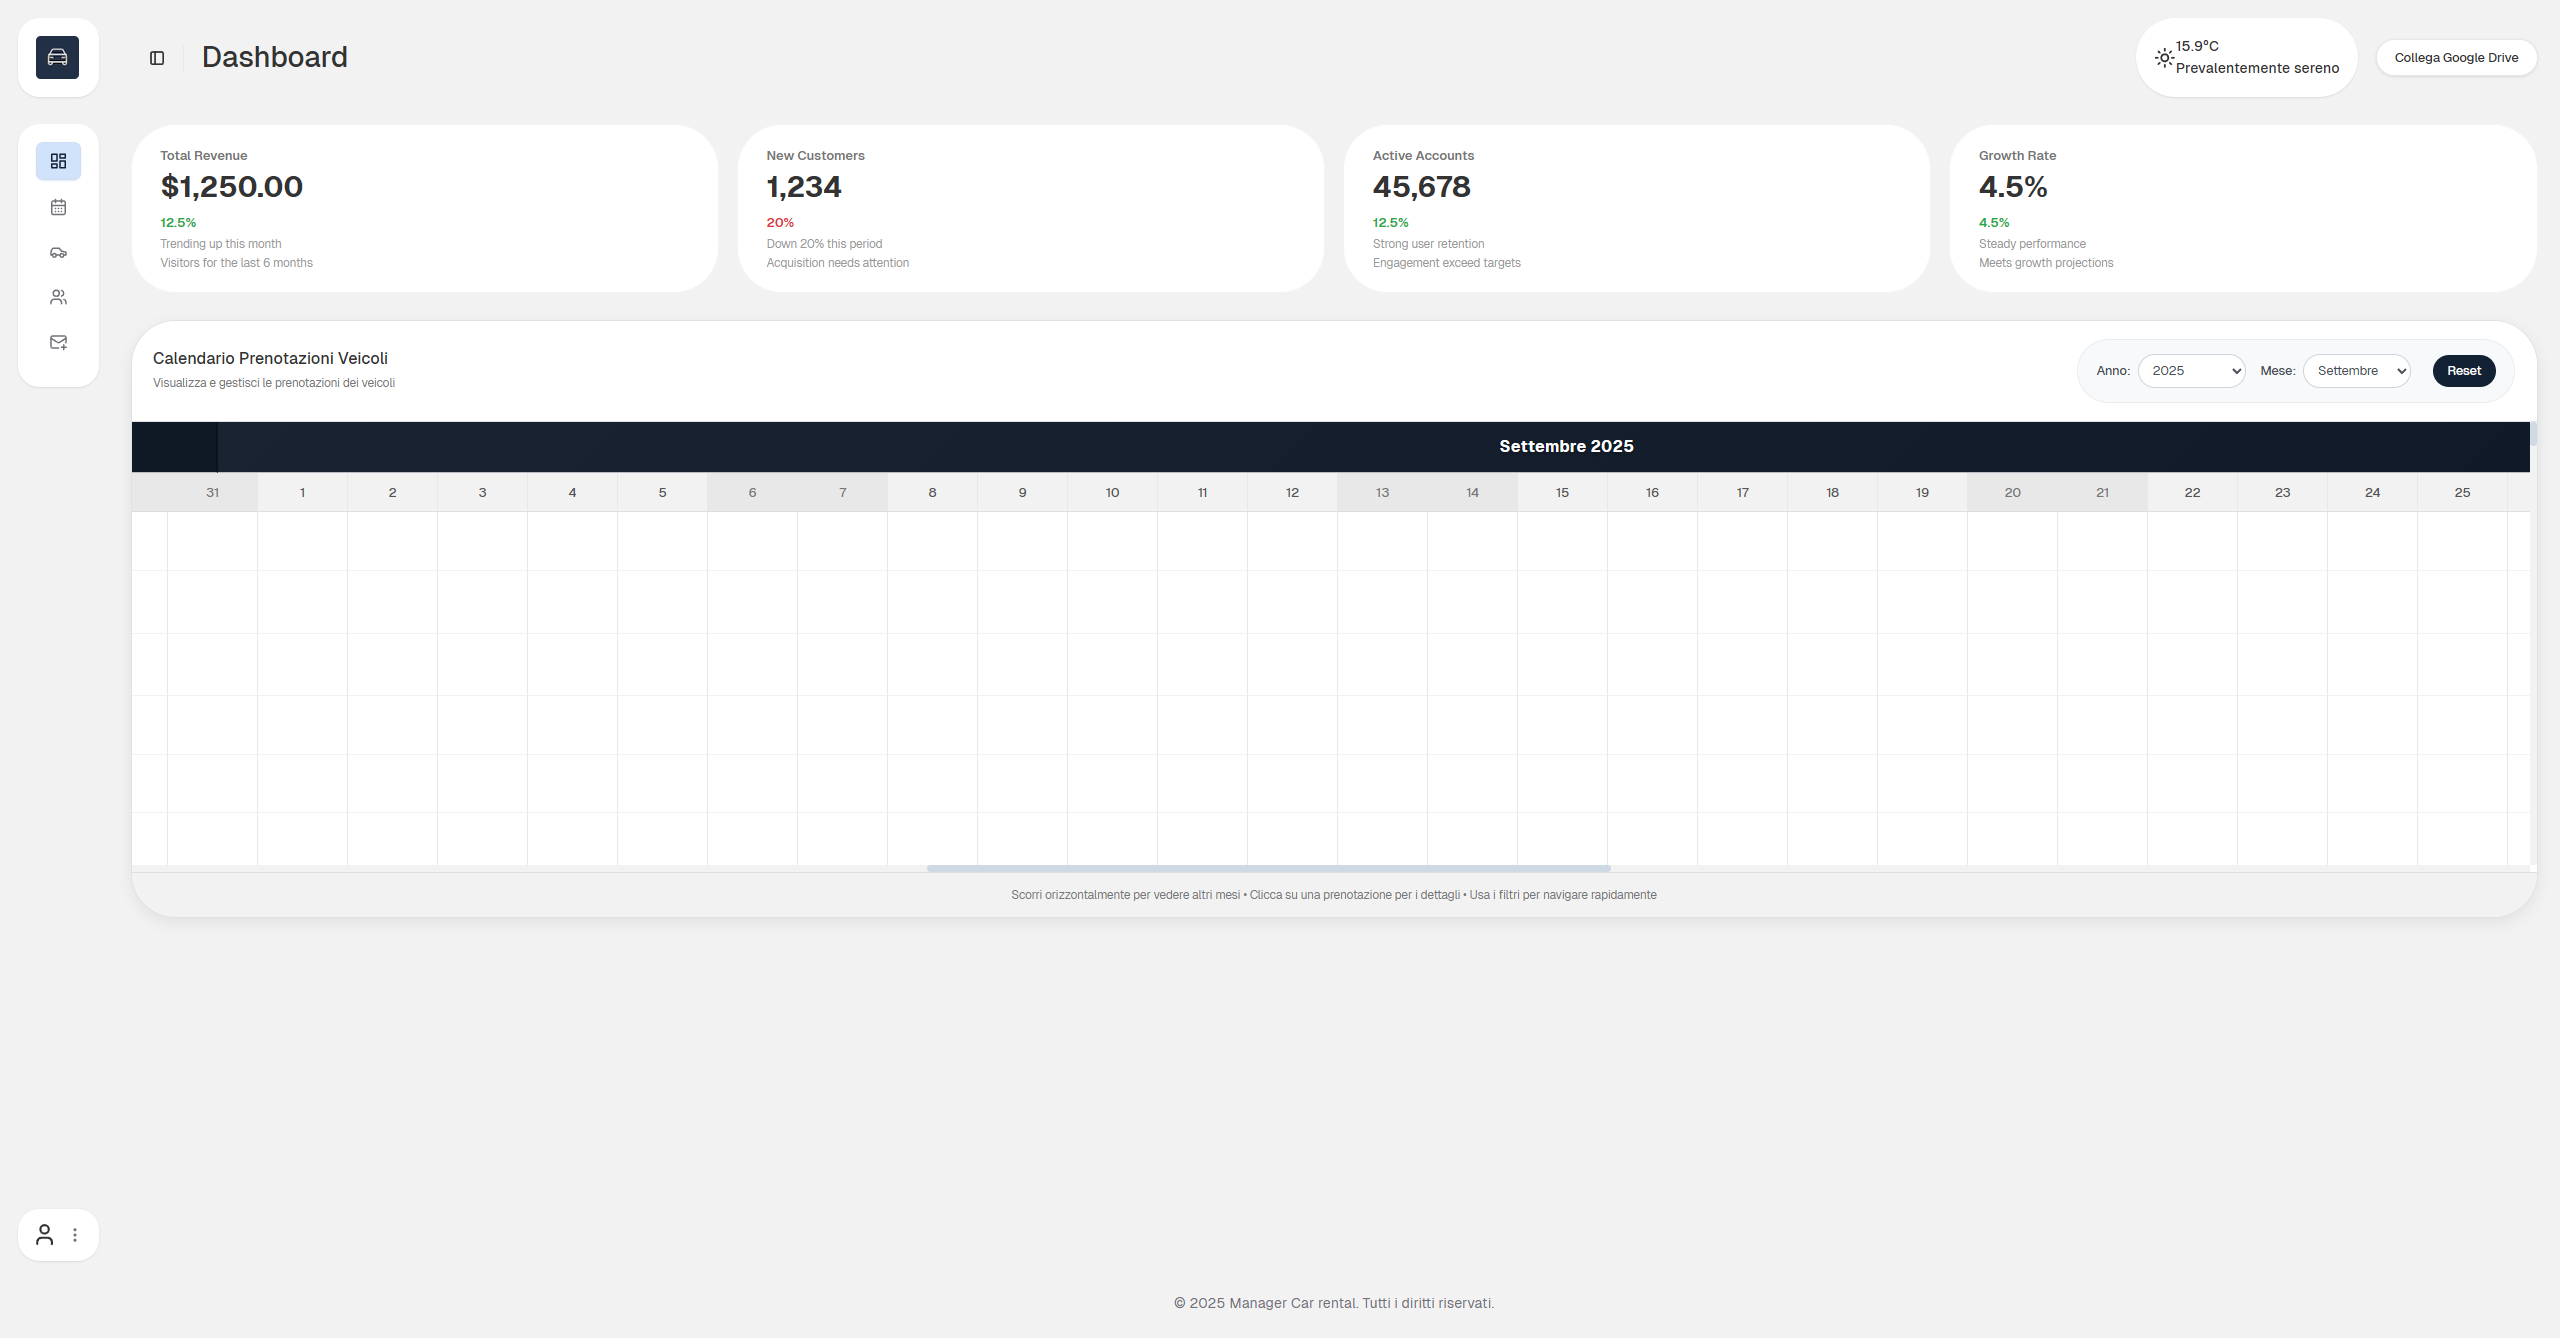 Dashboard
15.9°C
Prevalentemente sereno
Collega Google Drive
Total Revenue
$1,250.00
12.5%
Trending up this month
Visitors for the last 6 months
New Customers
1,234
20%
Down 20% this period
Acquisition needs attention
Active Accounts
45,678
12.5%
Strong user retention
Engagement exceed targets
Growth Rate
4.5%
4.5%
Steady performance
Meets growth projections
Calendario Prenotazioni Veicoli
Visualizza e gestisci le prenotazioni dei veicoli
Anno: 2025 Mese: Settembre Reset
Settembre 2025
31 1 2 3 4 5 6 7 8 9 10 11 12 13 14 15 16 17 18 19 20 21 22 23 24 25
Scorri orizzontalmente per vedere altri mesi • Clicca su una prenotazione per i dettagli • Usa i filtri per navigare rapidamente
© 2025 Manager Car rental. Tutti i diritti riservati.